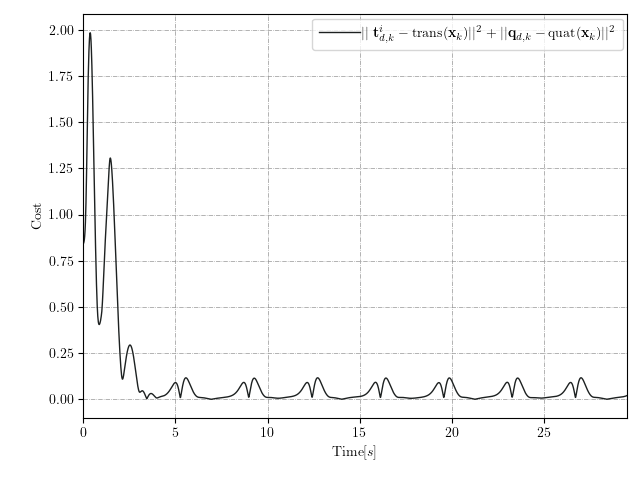 || t^i_{d,k} − trans(x_k)||^2 + ||q_{d,k} − quat(x_k)||^2
2.00
1.75
1.50
1.25
1.00
0.75
0.50
0.25
0.00
Cost
0 5 10 15 20 25
Time[s]